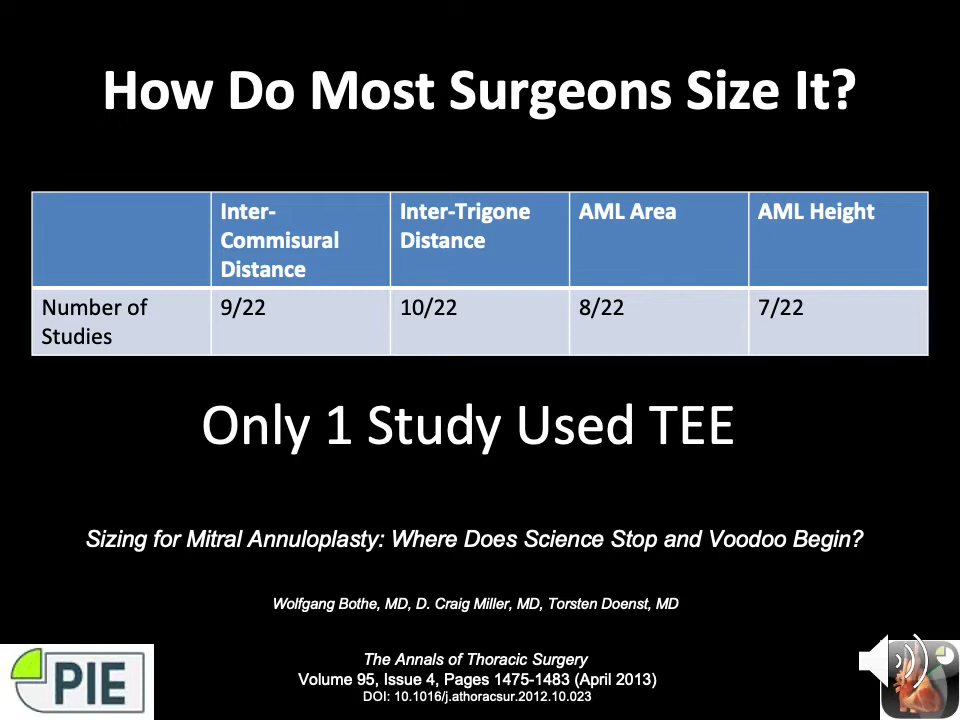 How Do Most Surgeons Size It?
Inter-
Commisural
Distance
Inter-Trigone
Distance
AML Area
AML Height
Number of
Studies
9/22
10/22
8/22
7/22
Only 1 Study Used TEE
Sizing for Mitral Annuloplasty: Where Does Science Stop and Voodoo Begin?
Wolfgang Bothe, MD, D. Craig Miller, MD, Torsten Doenst, MD
The Annals of Thoracic Surgery
Volume 95, Issue 4, Pages 1475-1483 (April 2013)
DOI: 10.1016/j.athoracsur.2012.10.023
PIE